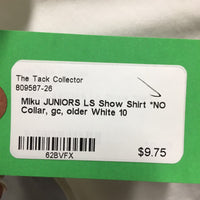 The Tack Collector
809587-26
Miku JUNIORS LS Show Shirt *NO
Collar, gc, older White 10
62BVFX
$9.75